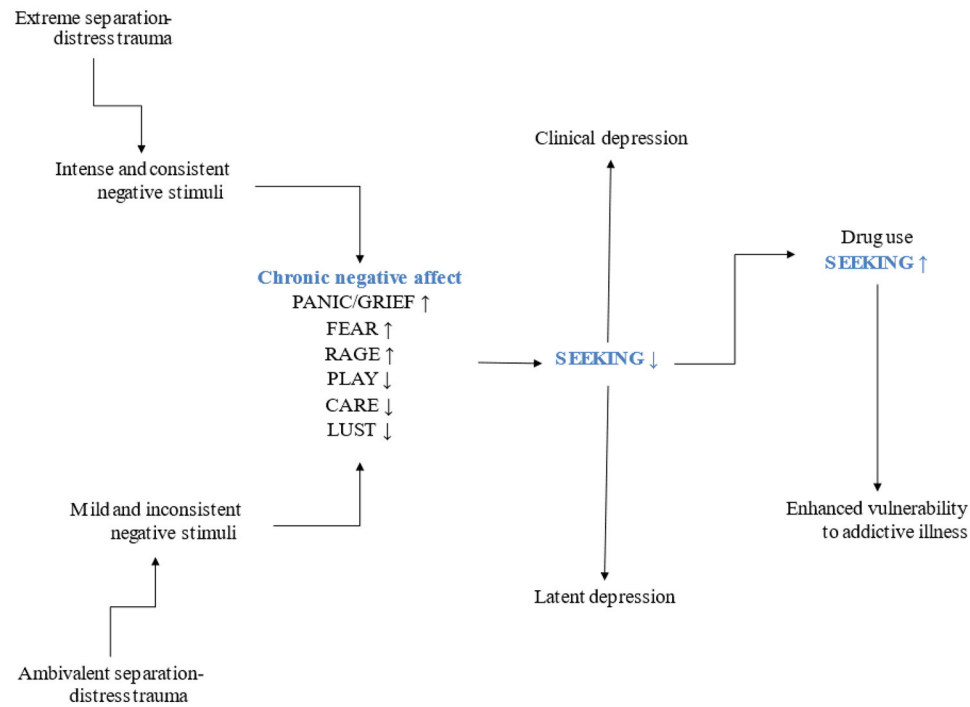 Extreme separation-
distress trauma
Intense and consistent
negative stimuli
Chronic negative affect
PANIC/GRIEF ↑
FEAR ↑
RAGE ↑
PLAY ↓
CARE ↓
LUST ↓
Mild and inconsistent
negative stimuli
Ambivalent separation-
distress trauma
Clinical depression
SEEKING ↓
Latent depression
Drug use
SEEKING ↑
Enhanced vulnerability
to addictive illness